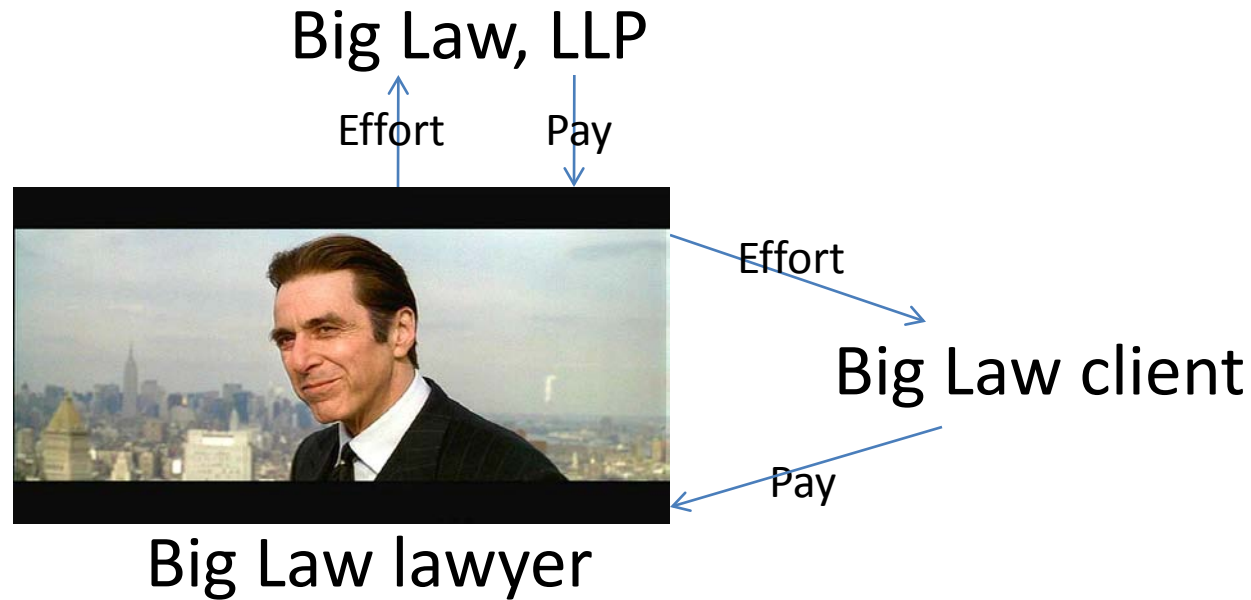 Big Law, LLP
Effort
Pay
Effort
Big Law client
Pay
Big Law lawyer